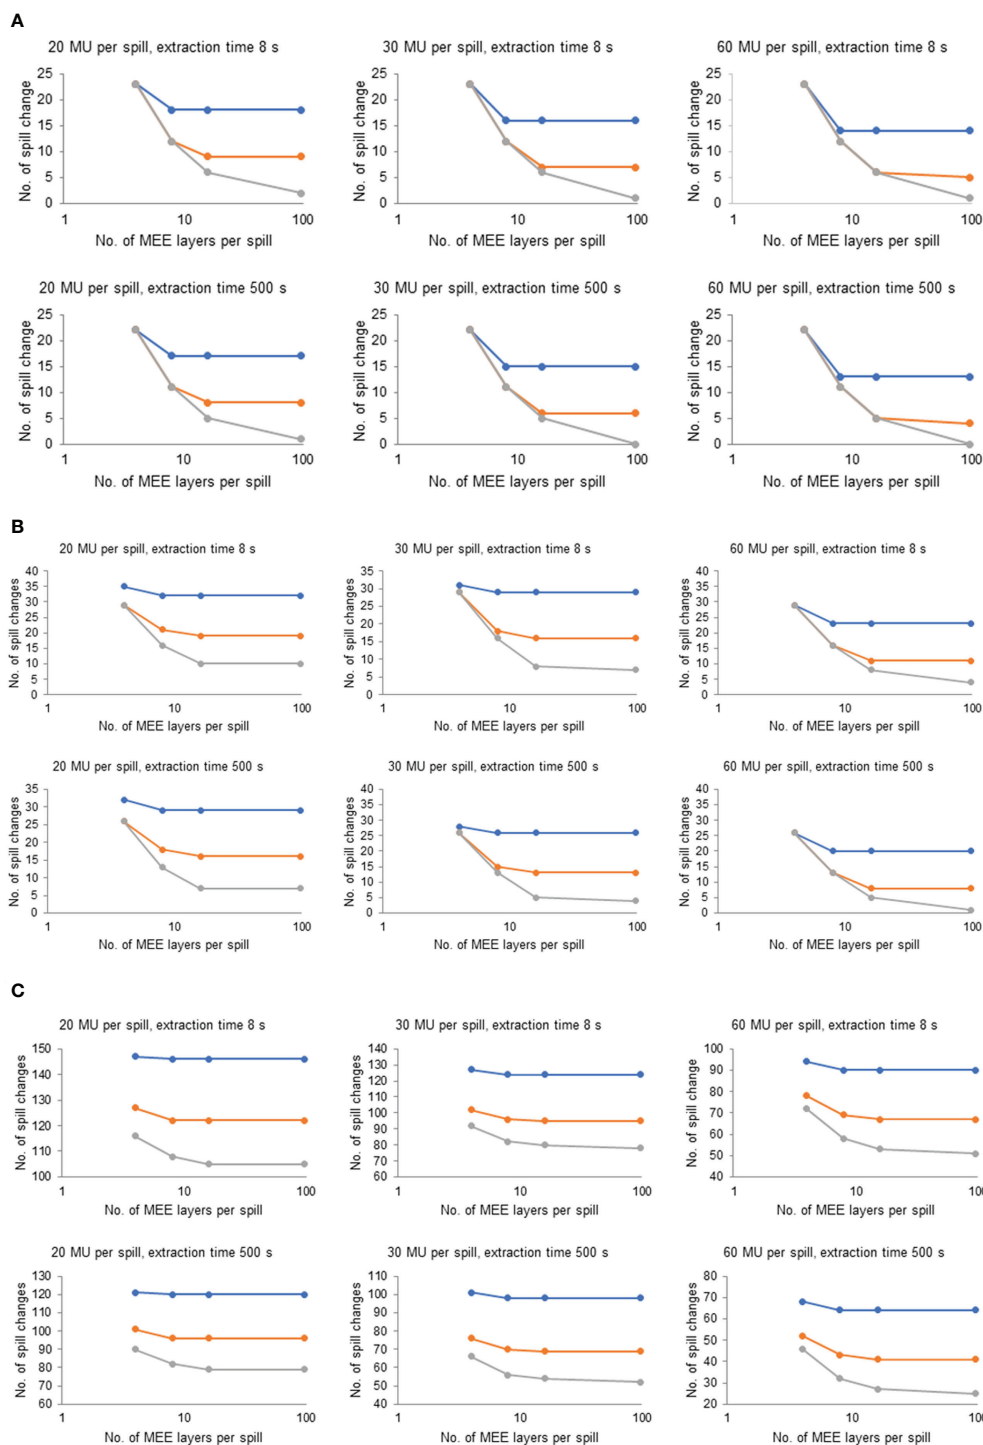 A
20 MU per spill, extraction time 8 s
No. of spill change
25
20
15
10
5
0
1 10 100
No. of MEE layers per spill
30 MU per spill, extraction time 8 s
No. of spill change
25
20
15
10
5
0
1 10 100
No. of MEE layers per spill
60 MU per spill, extraction time 8 s
No. of spill change
25
20
15
10
5
0
1 10 100
No. of MEE layers per spill
20 MU per spill, extraction time 500 s
No. of spill change
25
20
15
10
5
0
1 10 100
No. of MEE layers per spill
30 MU per spill, extraction time 500 s
No. of spill change
25
20
15
10
5
0
1 10 100
No. of MEE layers per spill
60 MU per spill, extraction time 500 s
No. of spill change
25
20
15
10
5
0
1 10 100
No. of MEE layers per spill
B
20 MU per spill, extraction time 8 s
No. of spill changes
40
35
30
25
20
15
10
5
0
1 10 100
No. of MEE layers per spill
30 MU per spill, extraction time 8 s
No. of spill changes
35
30
25
20
15
10
5
0
1 10 100
No. of MEE layers per spill
60 MU per spill, extraction time 8 s
No. of spill changes
40
35
30
25
20
15
10
5
0
1 10 100
No. of MEE layers per spill
20 MU per spill, extraction time 500 s
No. of spill changes
35
30
25
20
15
10
5
0
1 10 100
No. of MEE layers per spill
30 MU per spill, extraction time 500 s
No. of spill changes
40
35
30
25
20
15
10
5
0
1 10 100
No. of MEE layers per spill
60 MU per spill, extraction time 500 s
No. of spill changes
40
35
30
25
20
15
10
5
0
1 10 100
No. of MEE layers per spill
C
20 MU per spill, extraction time 8 s
No. of spill changes
150
140
130
120
110
100
1 10 100
No. of MEE layers per spill
30 MU per spill, extraction time 8 s
No. of spill changes
140
130
120
110
100
90
80
70
60
1 10 100
No. of MEE layers per spill
60 MU per spill, extraction time 8 s
No. of spill change
100
90
80
70
60
50
40
1 10 100
No. of MEE layers per spill
20 MU per spill, extraction time 500 s
No. of spill changes
130
120
110
100
90
80
70
60
1 10 100
No. of MEE layers per spill
30 MU per spill, extraction time 500 s
No. of spill changes
110
100
90
80
70
60
50
40
1 10 100
No. of MEE layers per spill
60 MU per spill, extraction time 500 s
No. of spill change
80
70
60
50
40
30
20
1 10 100
No. of MEE layers per spill